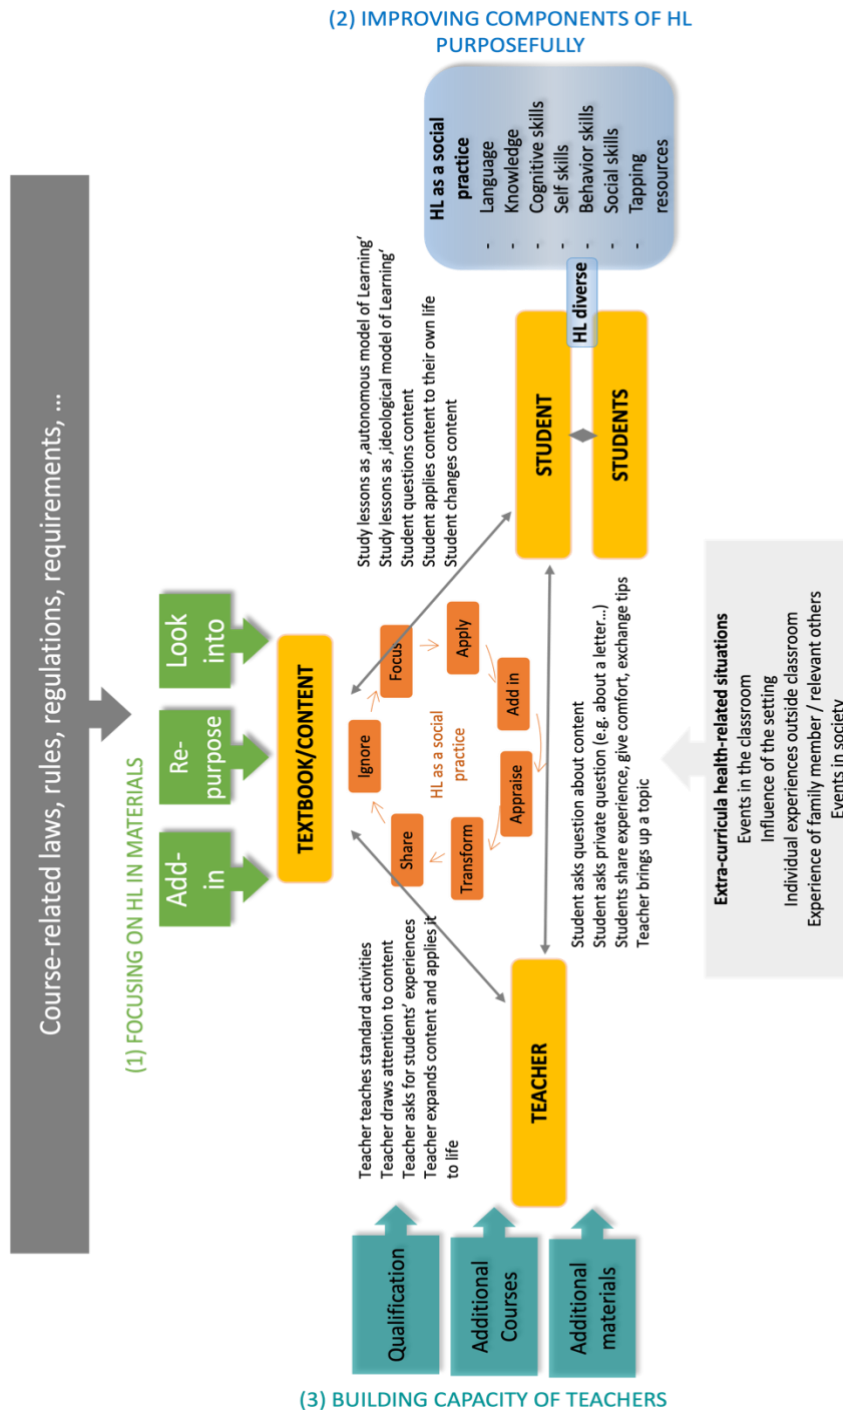 (2) IMPROVING COMPONENTS OF HL
PURPOSEFULLY
Course-related laws, rules, regulations, requirements, ...
(1) FOCUSING ON HL IN MATERIALS
Add-
in
Re-
purpose
Look
into
TEXTBOOK/CONTENT
Teacher teaches standard activities
Teacher draws attention to content
Teacher asks for students' experiences
Teacher expands content and applies it
to life
Ignore
Focus
Apply
Add in
Appraise
Transform
Share
HL as a social
practice
Study lessons as ‚autonomous model of Learning‘
Study lessons as ‚ideological model of Learning‘
Student questions content
Student applies content to their own life
Student changes content
HL as a social
practice
- Language
- Knowledge
- Cognitive skills
- Self skills
- Behavior skills
- Social skills
- Tapping
resources
HL diverse
Qualification
Additional
Courses
Additional
materials
TEACHER
STUDENT
STUDENTS
Student asks question about content
Student asks private question (e.g. about a letter...)
Students share experience, give comfort, exchange tips
Teacher brings up a topic
Extra-curricula health-related situations
Events in the classroom
Influence of the setting
Individual experiences outside classroom
Experience of family member / relevant others
Events in society
(3) BUILDING CAPACITY OF TEACHERS